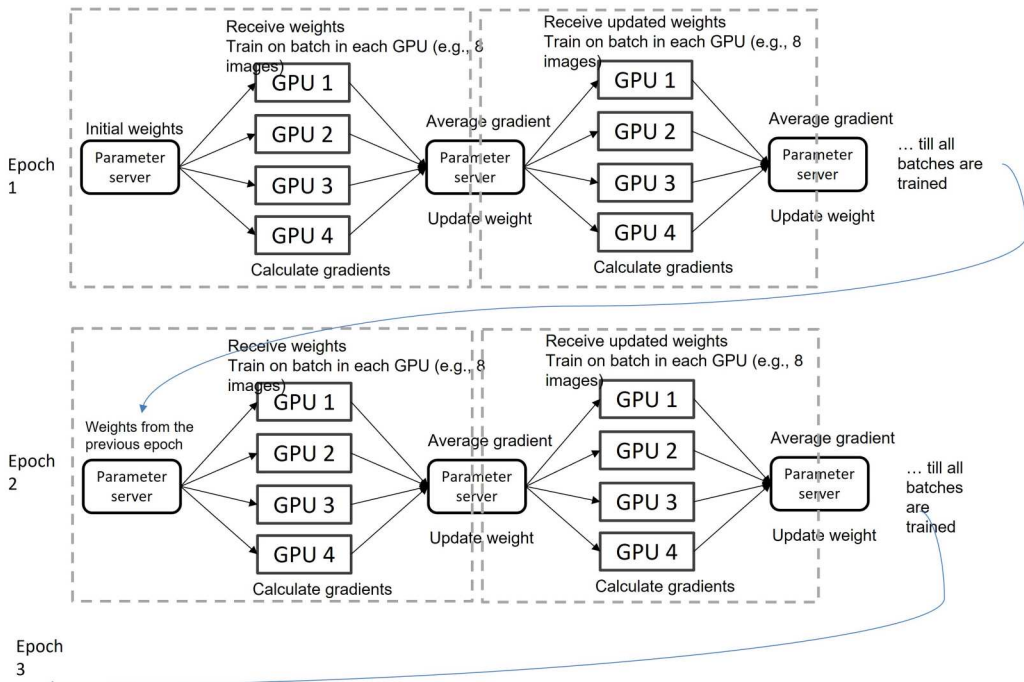 Receive weights
Train on batch in each GPU (e.g., 8
images)
Receive updated weights
Train on batch in each GPU (e.g., 8
images)
GPU 1
GPU 1
GPU 2
GPU 2
GPU 3
GPU 3
GPU 4
GPU 4
Epoch
1
Initial weights
Parameter
server
Average gradient
Parameter
server
Update weight
Average gradient
Parameter
server
Update weight
… till all
batches are
trained
Calculate gradients
Calculate gradients
Receive weights
Train on batch in each GPU (e.g., 8
images)
Receive updated weights
Train on batch in each GPU (e.g., 8
images)
GPU 1
GPU 1
GPU 2
GPU 2
GPU 3
GPU 3
GPU 4
GPU 4
Epoch
2
Weights from the
previous epoch
Parameter
server
Average gradient
Parameter
server
Update weight
Average gradient
Parameter
server
Update weight
… till all
batches
are
trained
Calculate gradients
Calculate gradients
Epoch
3